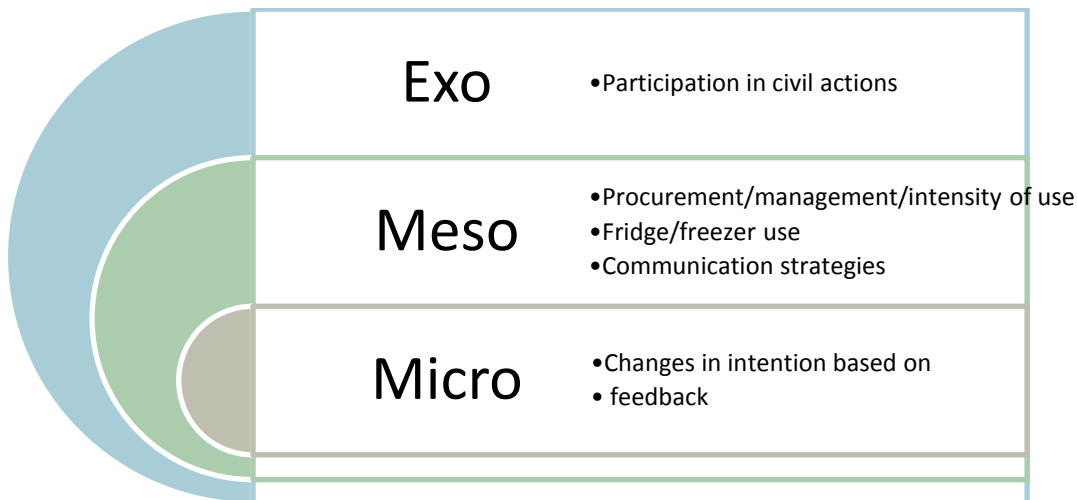 Exo
•Participation in civil actions
Meso
•Procurement/management/intensity of use
•Fridge/freezer use
•Communication strategies
Micro
•Changes in intention based on
• feedback